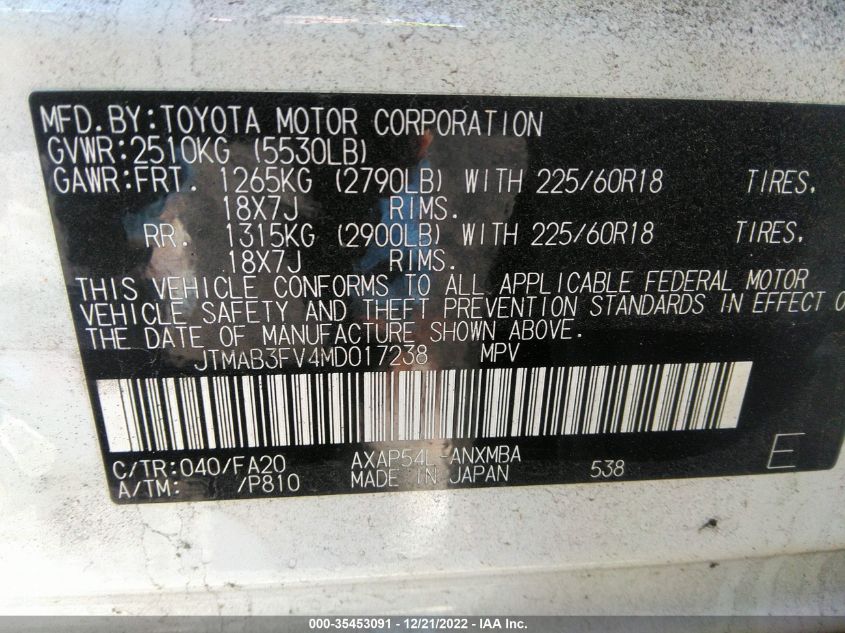 MFD.BY:TOYOTA MOTOR CORPORATION
GVWR:2510KG (5530LB)
GAWR:FRT. 1265KG (2790LB) WITH 225/60R18 TIRES,
18X7J RIMS.
RR. 1315KG (2900LB) WITH 225/60R18 TIRES,
18X7J RIMS.
THIS VEHICLE CONFORMS TO ALL APPLICABLE FEDERAL MOTOR
VEHICLE SAFETY AND THEFT PREVENTION STANDARDS IN EFFECT O
THE DATE OF MANUFACTURE SHOWN ABOVE.
JTMAB3FV4MD017238 MPV
C/TR:040/FA20 AXAP54L-ANXMBA
A/TM: /P810 MADE IN JAPAN 538 E
000-35453091 - 12/21/2022 - IAA Inc.